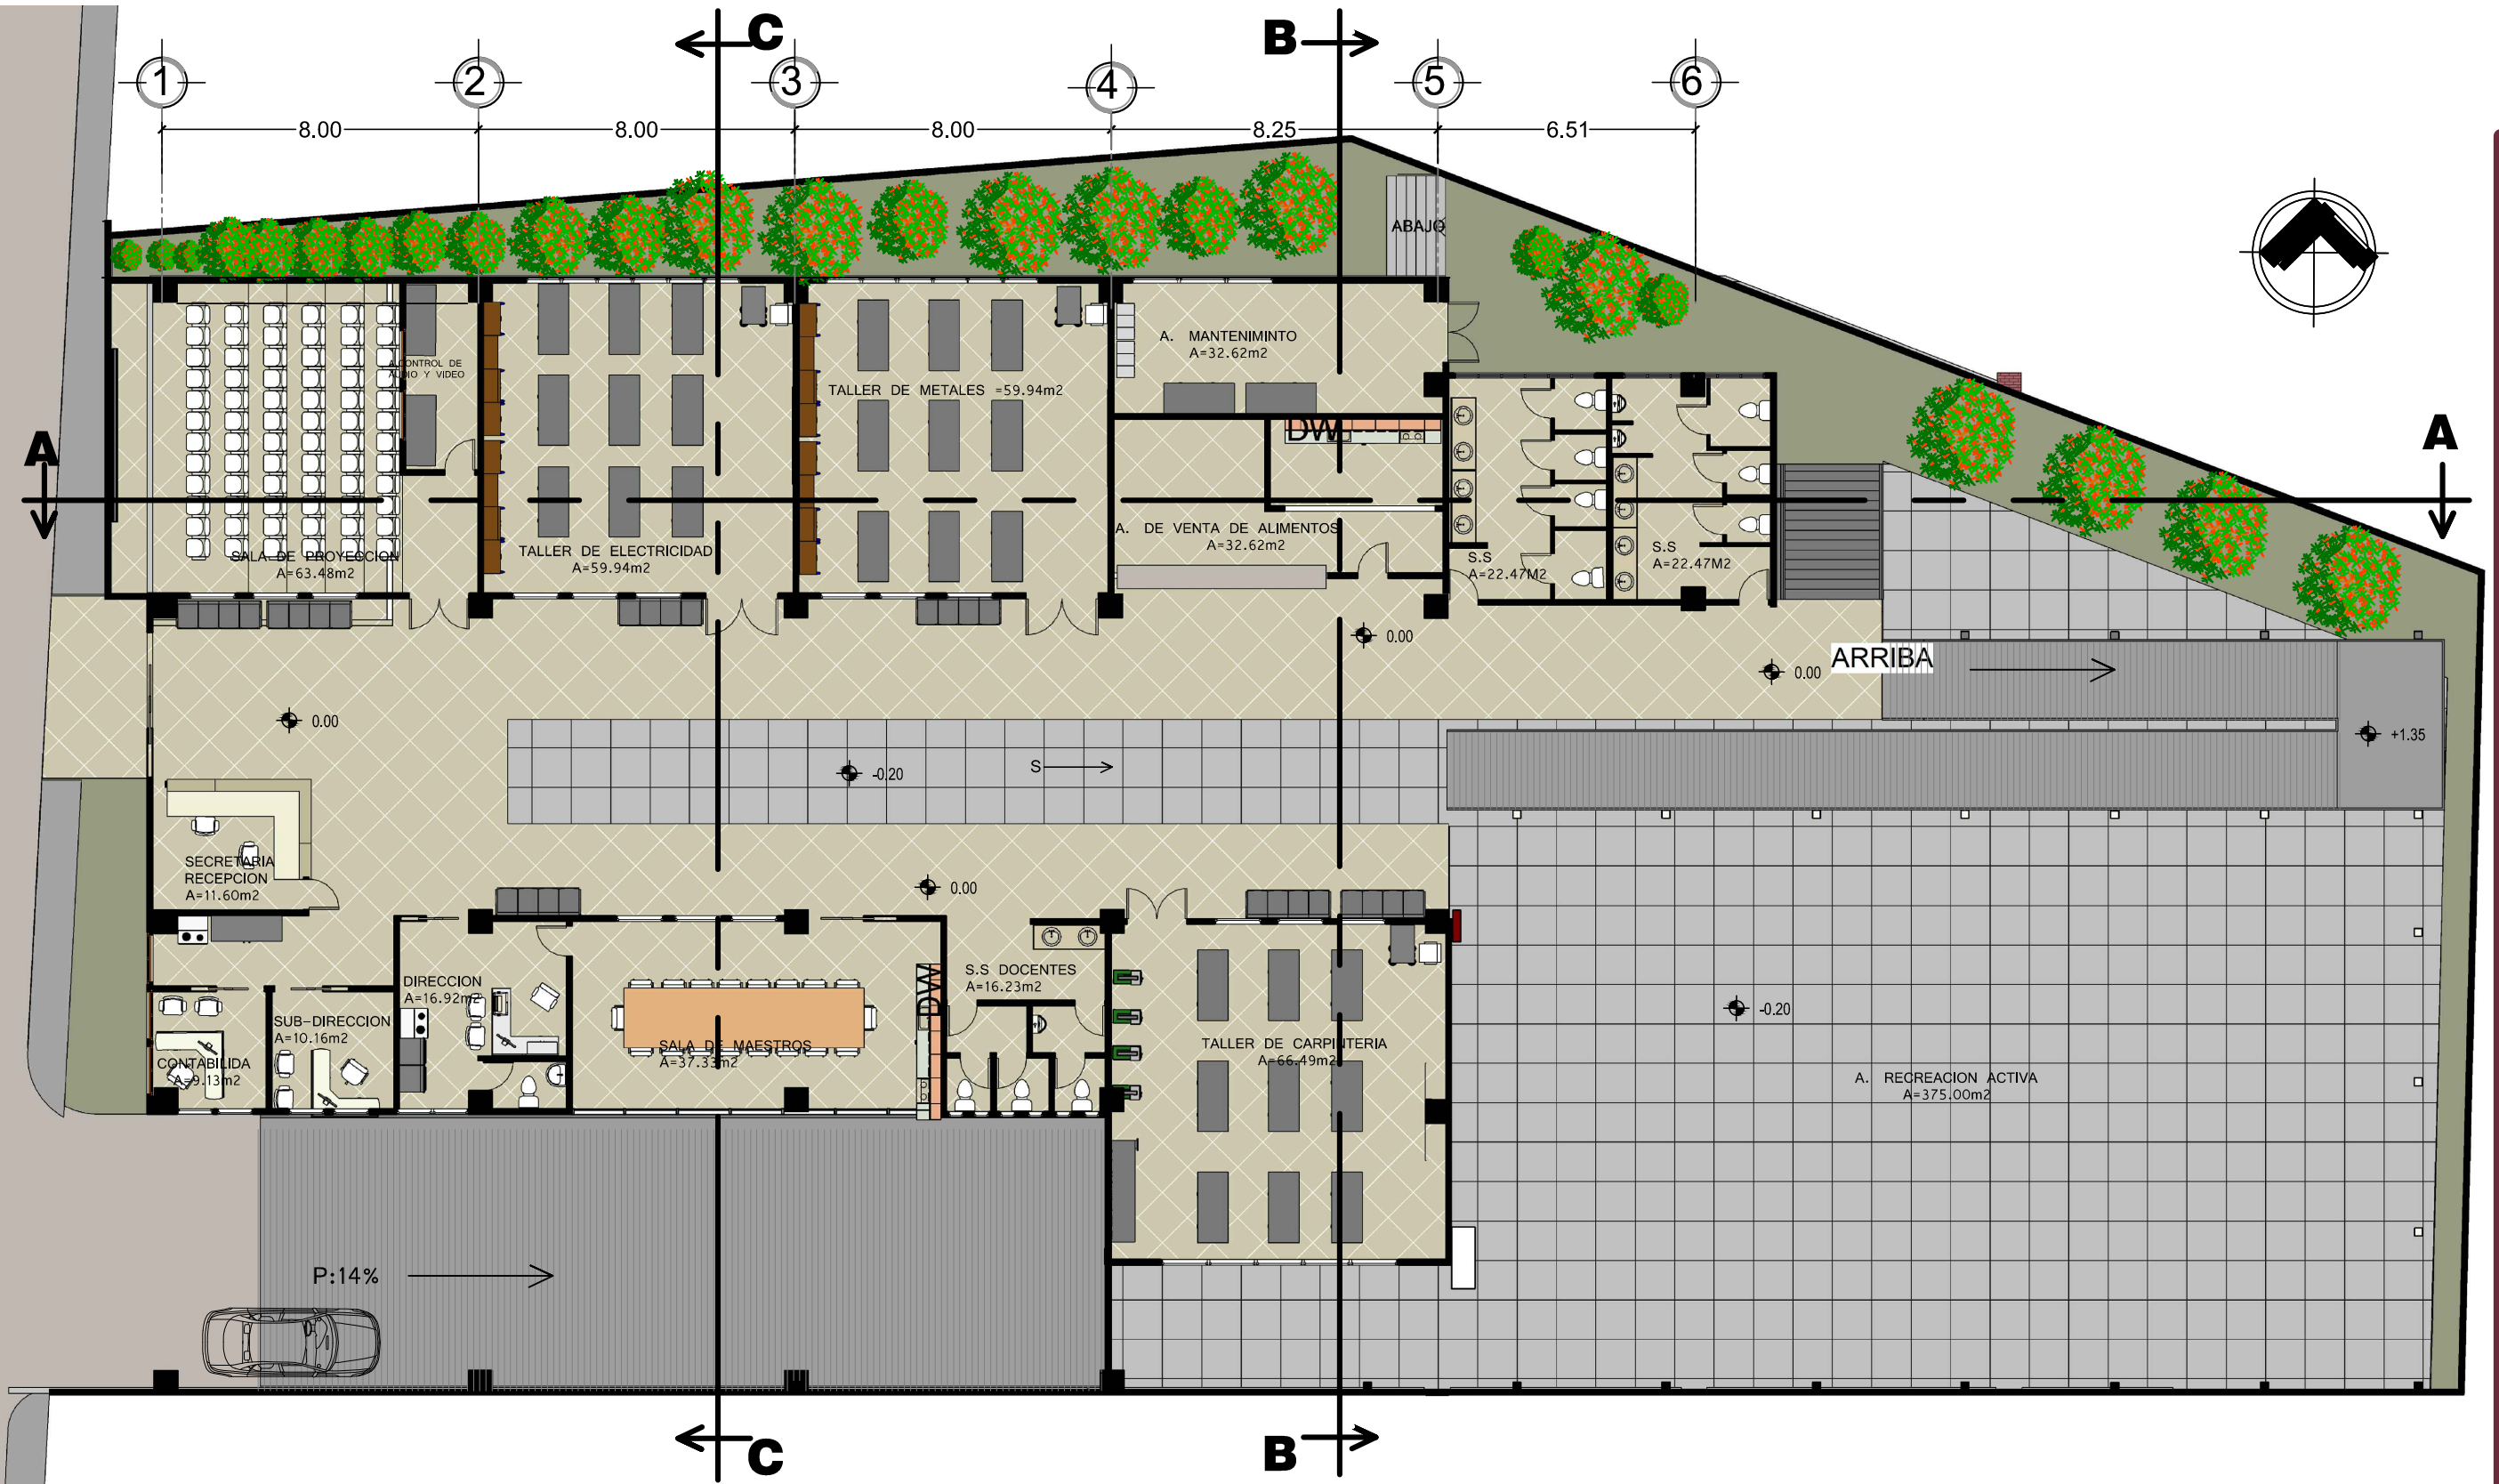 C
B
1
2
3
4
5
6
8.00
8.00
8.00
8.25
6.51
ABAJO
A. MANTENIMINTO
A=32.62m2
A.CONTROL DE
AUDIO Y VIDEO
TALLER DE METALES =59.94m2
DW
A
A
A. DE VENTA DE ALIMENTOS
A=32.62m2
SALA DE PROYECCION
A=63.48m2
TALLER DE ELECTRICIDAD
A=59.94m2
S.S
A=22.47M2
S.S
A=22.47M2
0.00
ARRIBA
0.00
0.00
+1.35
S
-0.20
SECRETARIA
RECEPCION
A=11.60m2
0.00
DIRECCION
A=16.92m2
DW
S.S DOCENTES
A=16.23m2
SUB-DIRECCION
A=10.16m2
-0.20
CONTABILIDA
A=9.13m2
SALA DE MAESTROS
A=37.33m2
TALLER DE CARPINTERIA
A=66.49m2
A. RECREACION ACTIVA
A=375.00m2
P:14%
C
B